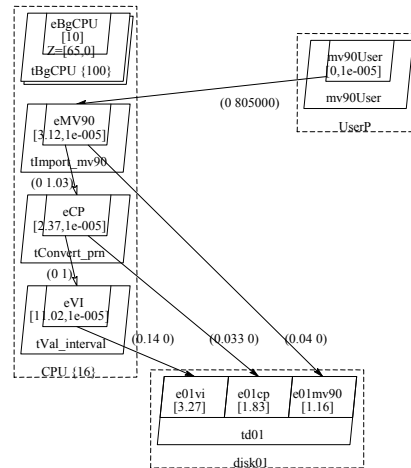 eBgCPU
[10]
Z=[65,0]
tBgCPU {100}
mv90User
[0,1e-005]
mv90User
UserP
(0 805000)
eMV90
[3.12,1e-005]
tImport_mv90
(0 1.03)
eCP
[2.37,1e-005]
tConvert_prn
(0 1)
eVI
[11.02,1e-005]
tVal_interval
CPU {16}
(0.14 0)
(0.033 0)
(0.04 0)
e01vi
[3.27]
e01cp
[1.83]
e01mv90
[1.16]
td01
disk01